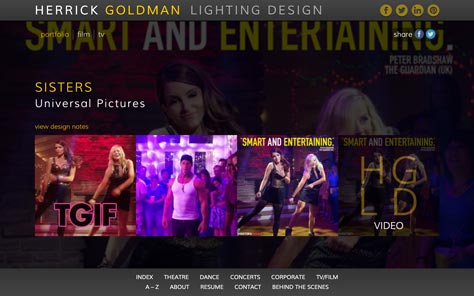 HERRICK GOLDMAN LIGHTING DESIGN
SMART AND ENTERTAINING.
PETER BRADSHAW
THE GUARDIAN (UK)
portfolio | film | tv
share
SISTERS
Universal Pictures
view design notes
TGIF
"SMART AND ENTERTAINING."
"SMART AND ENTERTAINING."
HG
LD
VIDEO
INDEX THEATRE DANCE CONCERTS CORPORATE TV/FILM
A – Z ABOUT RESUME CONTACT BEHIND THE SCENES